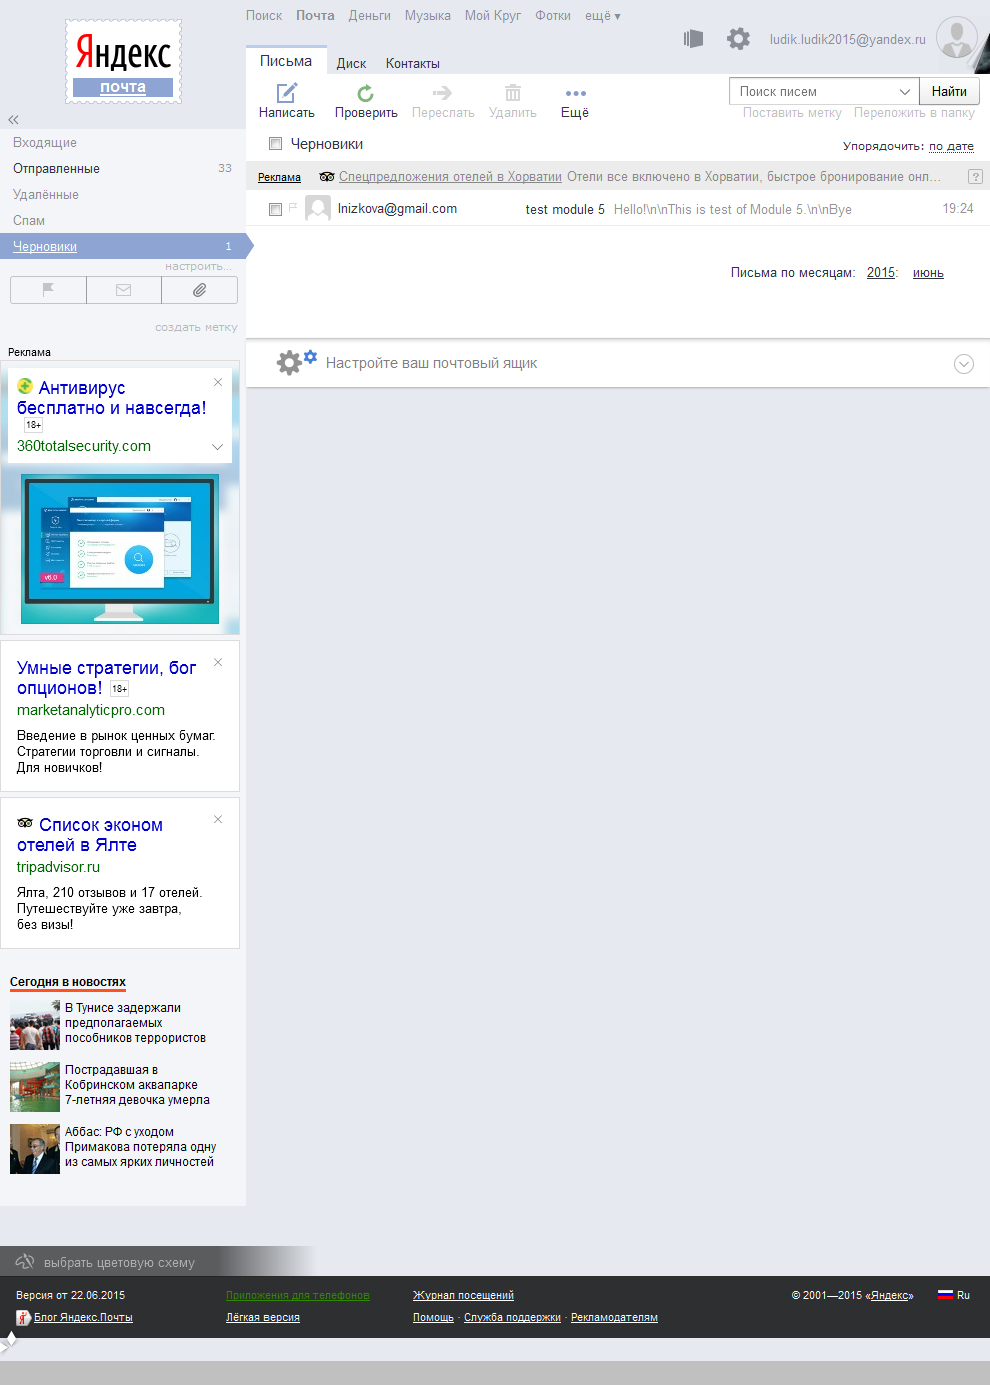 Поиск Почта Деньги Музыка Мой Круг Фотки ещё ▾
Яндекс
почта
ludik.ludik2015@yandex.ru
Письма Диск Контакты
Написать Проверить Переслать Удалить Ещё
Поиск писем Найти
Поставить метку Переложить в папку
Входящие
Отправленные 33
Удалённые
Спам
Черновики 1
настроить...
создать метку
Черновики
Упорядочить: по дате
Реклама Спецпредложения отелей в Хорватии Отели все включено в Хорватии, быстрое бронирование онл... ?
lnizkova@gmail.com test module 5 Hello!\n\nThis is test of Module 5.\n\nBye 19:24
Письма по месяцам: 2015: июнь
Настройте ваш почтовый ящик
Реклама
Антивирус
бесплатно и навсегда!
18+
360totalsecurity.com
v6.0
Умные стратегии, бог
опционов! 18+
marketanalyticpro.com
Введение в рынок ценных бумаг.
Стратегии торговли и сигналы.
Для новичков!
Список эконом
отелей в Ялте
tripadvisor.ru
Ялта, 210 отзывов и 17 отелей.
Путешествуйте уже завтра,
без визы!
Сегодня в новостях
В Тунисе задержали
предполагаемых
пособников террористов
Пострадавшая в
Кобринском аквапарке
7-летняя девочка умерла
Аббас: РФ с уходом
Примакова потеряла одну
из самых ярких личностей
выбрать цветовую схему
Версия от 22.06.2015 Приложения для телефонов Журнал посещений © 2001—2015 «Яндекс» Ru
Блог Яндекс.Почты Лёгкая версия Помощь · Служба поддержки · Рекламодателям